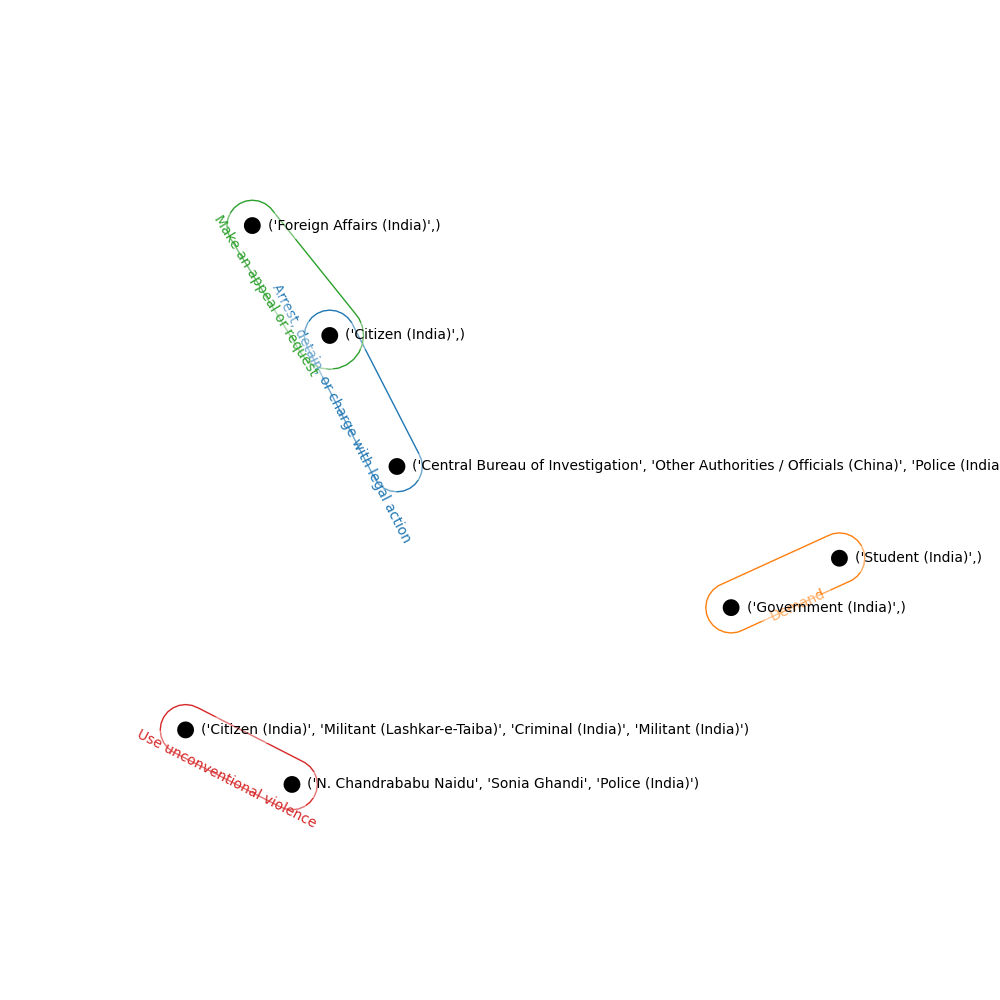 ('Foreign Affairs (India)',)
Make an appeal or request
Arrest, detain, or charge with legal action
('Citizen (India)',)
('Central Bureau of Investigation', 'Other Authorities / Officials (China)', 'Police (India
('Student (India)',)
('Government (India)',)
Demand
('Citizen (India)', 'Militant (Lashkar-e-Taiba)', 'Criminal (India)', 'Militant (India)')
Use unconventional violence
('N. Chandrababu Naidu', 'Sonia Ghandi', 'Police (India)')